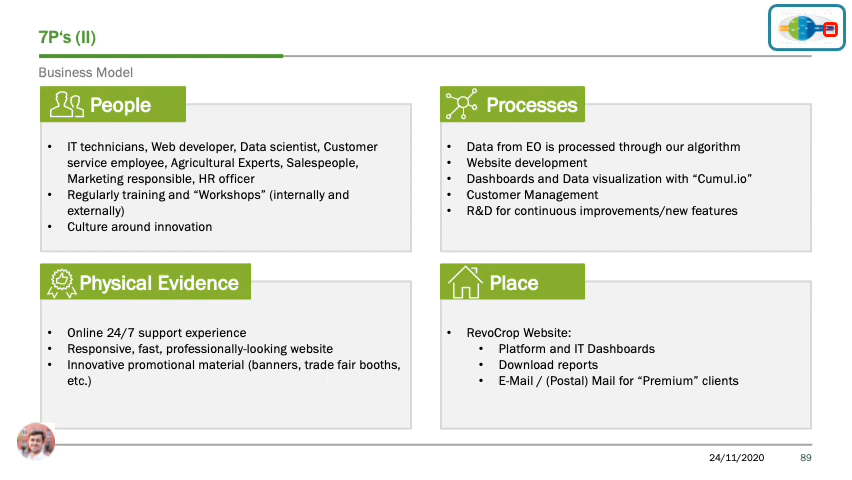 7P‘s (II)
Business Model
People
• IT technicians, Web developer, Data scientist, Customer
service employee, Agricultural Experts, Salespeople,
Marketing responsible, HR officer
• Regularly training and “Workshops” (internally and
externally)
• Culture around innovation
Processes
• Data from EO is processed through our algorithm
• Website development
• Dashboards and Data visualization with “Cumul.io”
• Customer Management
• R&D for continuous improvements/new features
Physical Evidence
• Online 24/7 support experience
• Responsive, fast, professionally-looking website
• Innovative promotional material (banners, trade fair booths,
etc.)
Place
• RevoCrop Website:
• Platform and IT Dashboards
• Download reports
• E-Mail / (Postal) Mail for “Premium” clients
24/11/2020
89